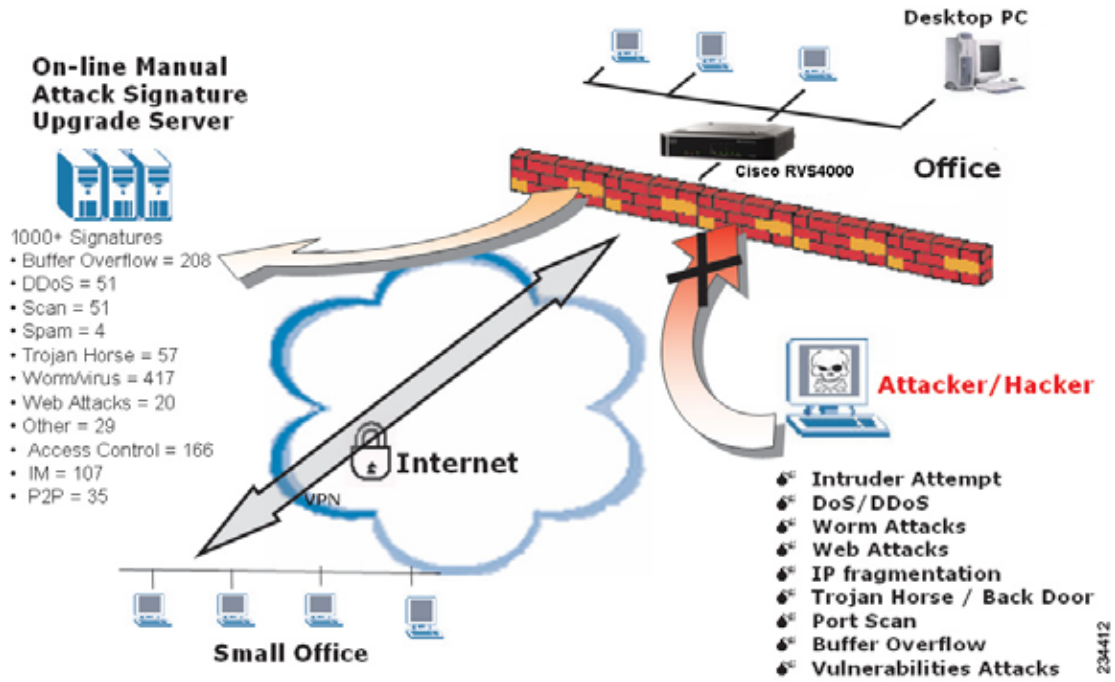 On-line Manual
Attack Signature
Upgrade Server
1000+ Signatures
• Buffer Overflow = 208
• DDoS = 51
• Scan = 51
• Spam = 4
• Trojan Horse = 57
• Worm/virus = 417
• Web Attacks = 20
• Other = 29
• Access Control = 166
• IM = 107
• P2P = 35
Desktop PC
Cisco RVS4000
Office
Attacker/Hacker
Internet
VPN
Small Office
Intruder Attempt
DoS/DDoS
Worm Attacks
Web Attacks
IP fragmentation
Trojan Horse / Back Door
Port Scan
Buffer Overflow
Vulnerabilities Attacks
234412